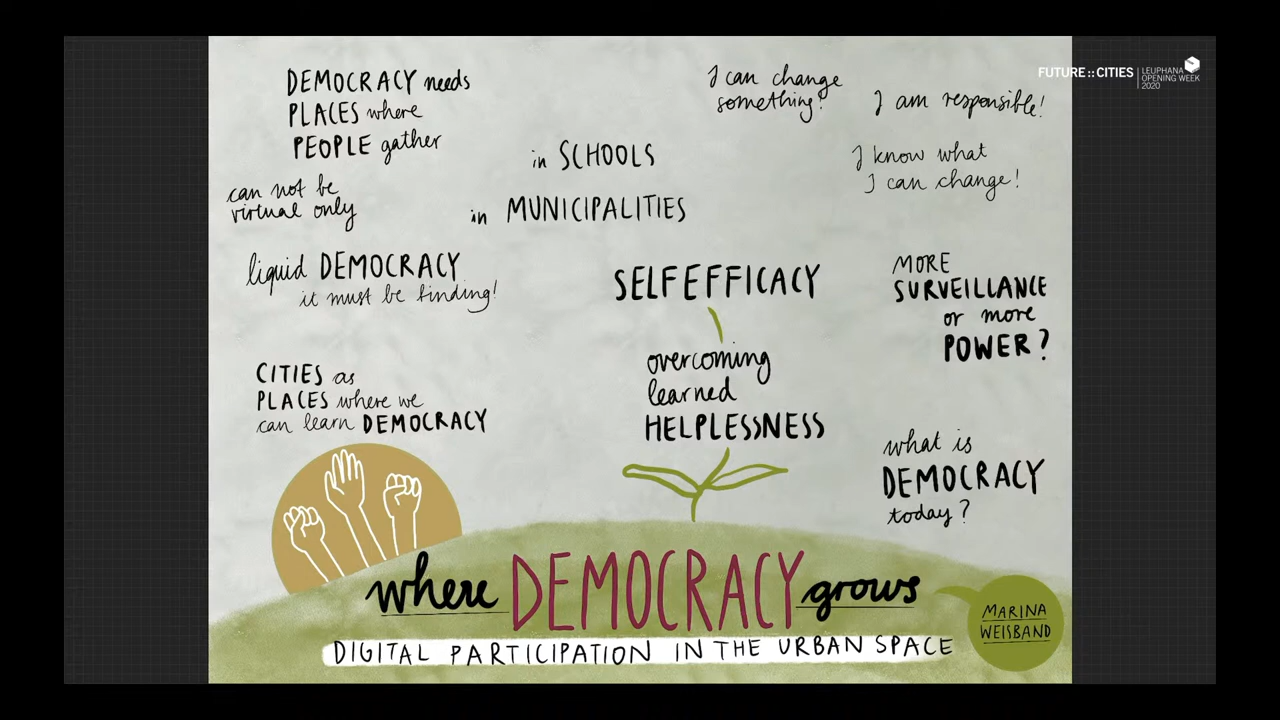 FUTURE::CITIES
LEUPHANA
OPENING WEEK
2020
DEMOCRACY needs
PLACES where
PEOPLE gather
can not be
virtual only
in SCHOOLS
in MUNICIPALITIES
I can change
something!
I am responsible!
I know what
I can change!
liquid DEMOCRACY
it must be binding!
SELFEFFICACY
overcoming
learned
HELPLESSNESS
MORE
SURVEILLANCE
or more
POWER?
CITIES as
PLACES where we
can learn DEMOCRACY
what is
DEMOCRACY
today?
where DEMOCRACY grows
DIGITAL PARTICIPATION IN THE URBAN SPACE
MARINA
WEISBAND